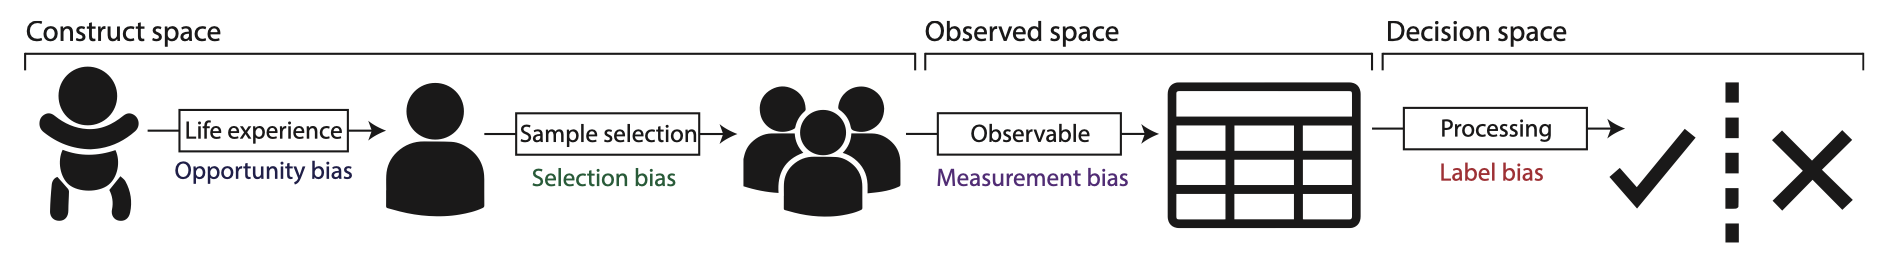 Construct space
Observed space
Decision space
Life experience
Opportunity bias
Sample selection
Selection bias
Observable
Measurement bias
Processing
Label bias